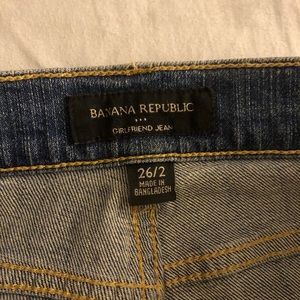 BANANA REPUBLIC
GIRLFRIEND JEAN
26/2
MADE IN
BANGLADESH